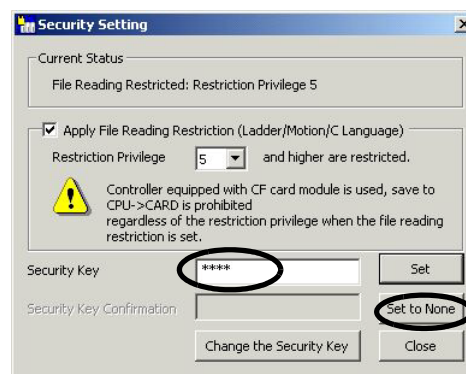 Security Setting
Current Status
File Reading Restricted: Restriction Privilege 5
Apply File Reading Restriction (Ladder/Motion/C Language)
Restriction Privilege 5 and higher are restricted.
Controller equipped with CF card module is used, save to
CPU->CARD is prohibited
regardless of the restriction privilege when the file reading
restriction is set.
Security Key **** Set
Security Key Confirmation Set to None
Change the Security Key Close